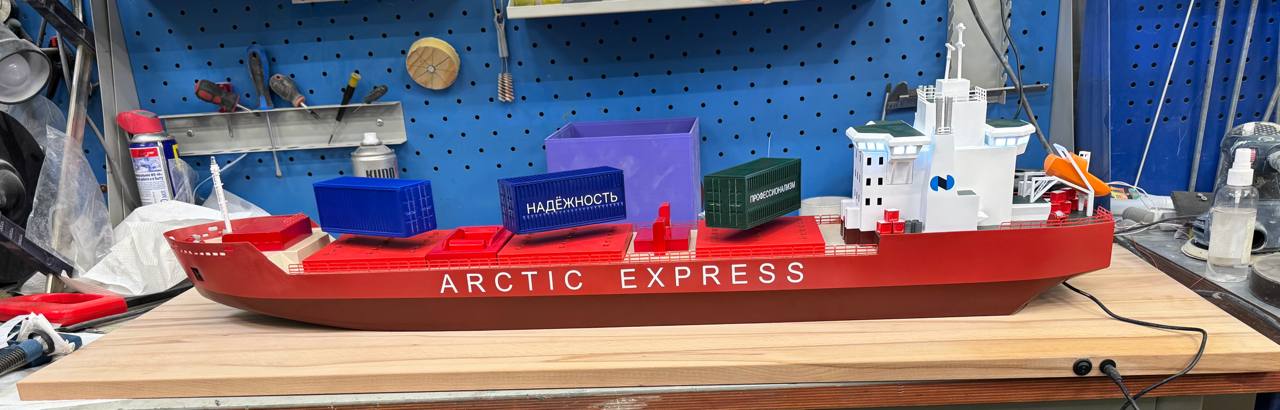 НАДЁЖНОСТЬ
ПРОФЕССИОНАЛИЗМ
ARCTIC EXPRESS